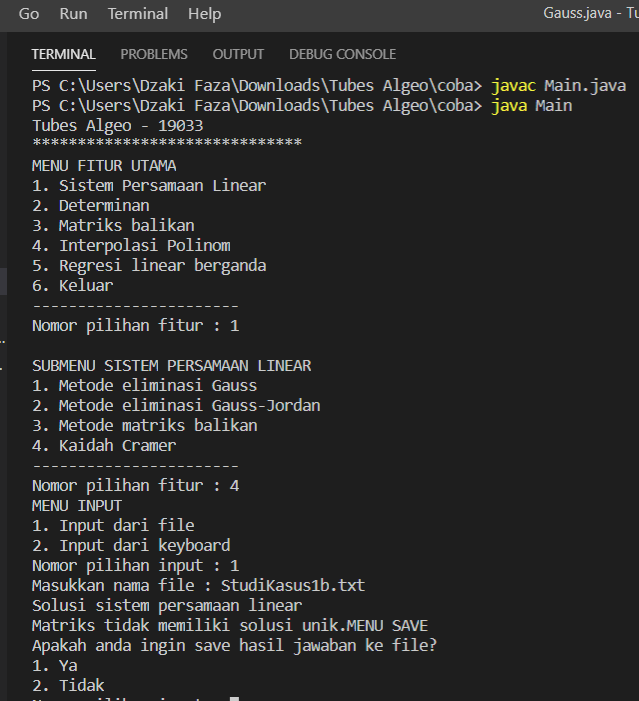 Go Run Terminal Help Gauss.java - Tu
TERMINAL PROBLEMS OUTPUT DEBUG CONSOLE
PS C:\Users\Dzaki Faza\Downloads\Tubes Algeo\coba> javac Main.java
PS C:\Users\Dzaki Faza\Downloads\Tubes Algeo\coba> java Main
Tubes Algeo - 19033
******************************
MENU FITUR UTAMA
1. Sistem Persamaan Linear
2. Determinan
3. Matriks balikan
4. Interpolasi Polinom
5. Regresi linear berganda
6. Keluar
-----------------------
Nomor pilihan fitur : 1
SUBMENU SISTEM PERSAMAAN LINEAR
1. Metode eliminasi Gauss
2. Metode eliminasi Gauss-Jordan
3. Metode matriks balikan
4. Kaidah Cramer
-----------------------
Nomor pilihan fitur : 4
MENU INPUT
1. Input dari file
2. Input dari keyboard
Nomor pilihan input : 1
Masukkan nama file : StudiKasus1b.txt
Solusi sistem persamaan linear
Matriks tidak memiliki solusi unik.MENU SAVE
Apakah anda ingin save hasil jawaban ke file?
1. Ya
2. Tidak